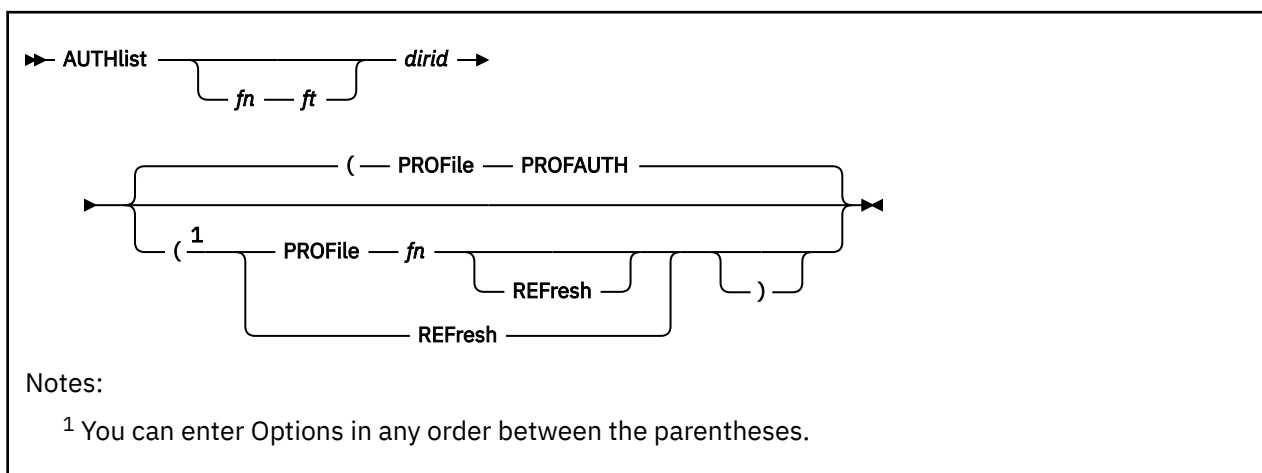 AUTHlist dirid
fn ft
( PROFile PROFAUTH
( 1 PROFile fn
REFresh )
REFresh
Notes:
1 You can enter Options in any order between the parentheses.